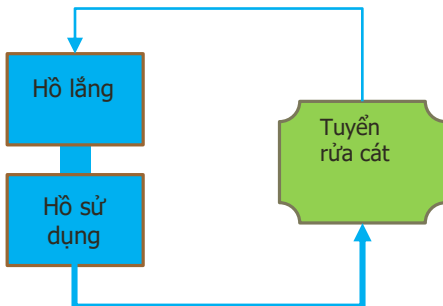 Hồ lắng
Tuyển
rửa cát
Hồ sử
dụng